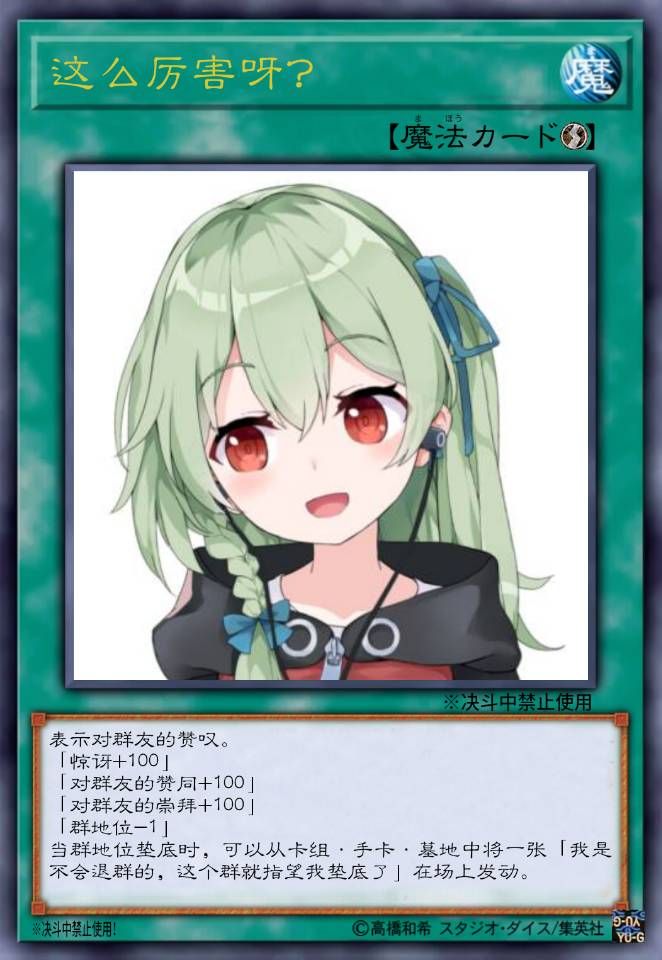 这么厉害呀?
魔
ま ほう
【魔法カード】
※决斗中禁止使用
表示对群友的赞叹。
「惊讶+100」
「对群友的赞同+100」
「对群友的崇拜+100」
「群地位-1」
当群地位垫底时，可以从卡组·手卡·墓地中将一张「我是
不会退群的，这个群就指望我垫底了」在场上发动。
※决斗中禁止使用!
©高橋和希 スタジオ·ダイス/集英社
YU-G
YU-G